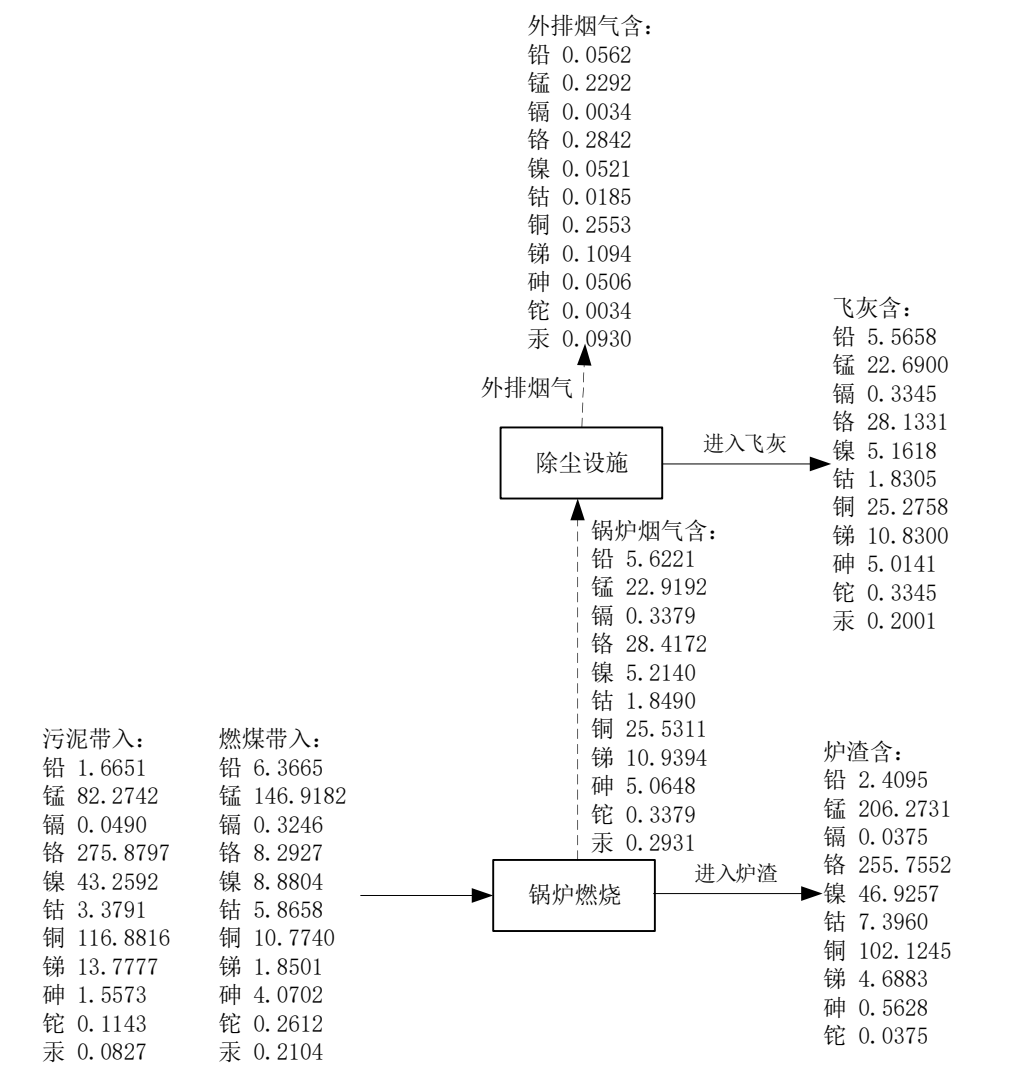 外排烟气含：
铅 0.0562
锰 0.2292
镉 0.0034
铬 0.2842
镍 0.0521
钴 0.0185
铜 0.2553
锑 0.1094
砷 0.0506
铊 0.0034
汞 0.0930
外排烟气
除尘设施
进入飞灰
飞灰含：
铅 5.5658
锰 22.6900
镉 0.3345
铬 28.1331
镍 5.1618
钴 1.8305
铜 25.2758
锑 10.8300
砷 5.0141
铊 0.3345
汞 0.2001
锅炉烟气含：
铅 5.6221
锰 22.9192
镉 0.3379
铬 28.4172
镍 5.2140
钴 1.8490
铜 25.5311
锑 10.9394
砷 5.0648
铊 0.3379
汞 0.2931
污泥带入：
铅 1.6651
锰 82.2742
镉 0.0490
铬 275.8797
镍 43.2592
钴 3.3791
铜 116.8816
锑 13.7777
砷 1.5573
铊 0.1143
汞 0.0827
燃煤带入：
铅 6.3665
锰 146.9182
镉 0.3246
铬 8.2927
镍 8.8804
钴 5.8658
铜 10.7740
锑 1.8501
砷 4.0702
铊 0.2612
汞 0.2104
锅炉燃烧
进入炉渣
炉渣含：
铅 2.4095
锰 206.2731
镉 0.0375
铬 255.7552
镍 46.9257
钴 7.3960
铜 102.1245
锑 4.6883
砷 0.5628
铊 0.0375